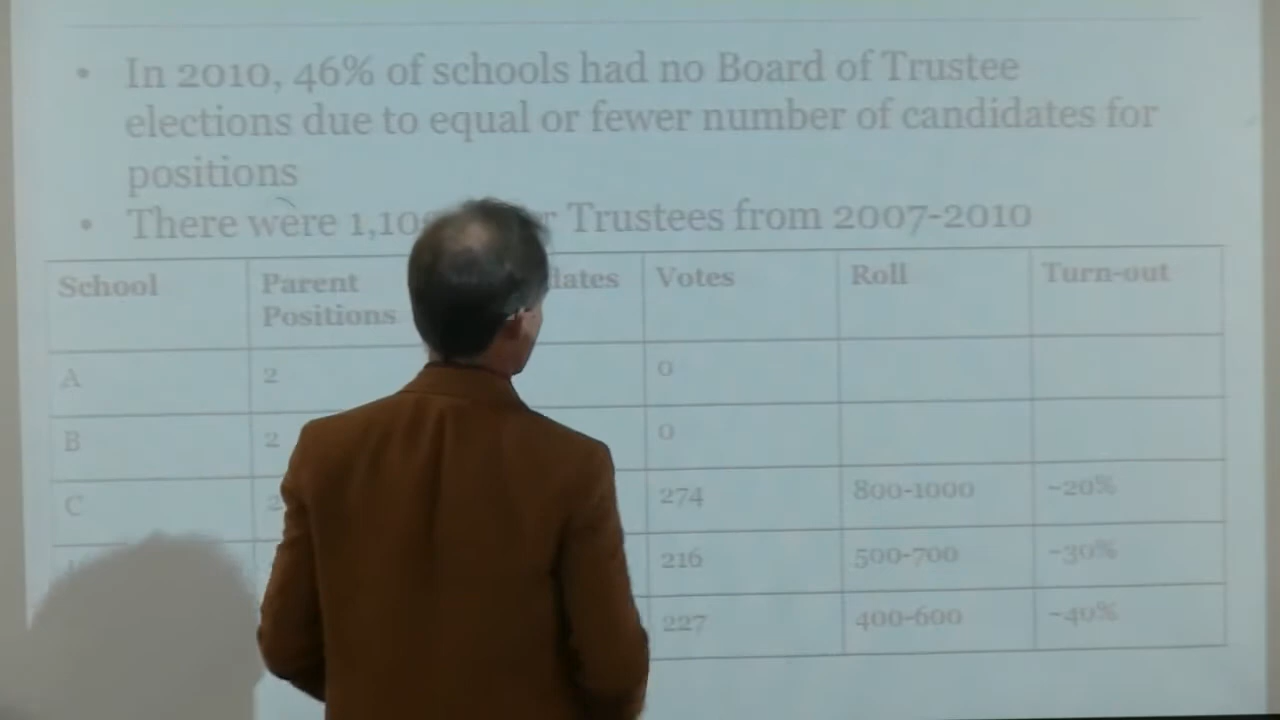 • In 2010, 46% of schools had no Board of Trustee
elections due to equal or fewer number of candidates for
positions
• There were Trustees from 2007-2010
School Parent Positions Votes Roll Turn-out
A 2 0
B 2 0
C 2 274 800-1000 ~20%
216 500-700 ~30%
227 400-600 ~40%